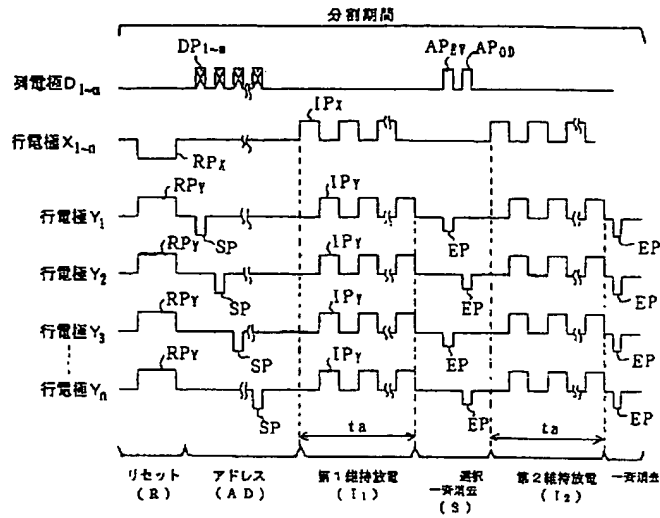 分割期間
DP1~m
APEV APOD
列電極D1~m
IPX
行電極X1~n
RPX
RPY
IPY
行電極Y1
SP
EP
EP
RPY
IPY
行電極Y2
SP
EP
EP
RPY
IPY
行電極Y3
SP
EP
EP
RPY
IPY
行電極Yn
SP
EP
EP
ta
ta
リセット
(R)
アドレス
(AD)
第1維持放電
(I1)
選択
一斉消去
(S)
第2維持放電
(I2)
一斉消去